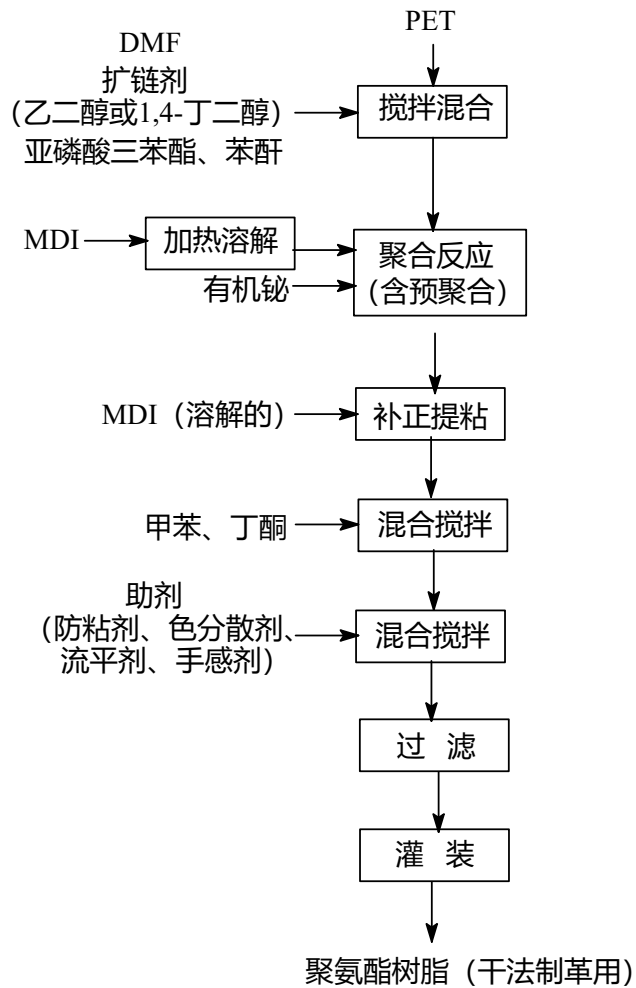 PET
DMF
扩链剂
（乙二醇或1,4-丁二醇）
亚磷酸三苯酯、苯酐
搅拌混合
MDI
加热溶解
有机铋
聚合反应
（含预聚合）
MDI（溶解的）
补正提粘
甲苯、丁酮
混合搅拌
助剂
（防粘剂、色分散剂、
流平剂、手感剂）
混合搅拌
过 滤
灌 装
聚氨酯树脂（干法制革用）